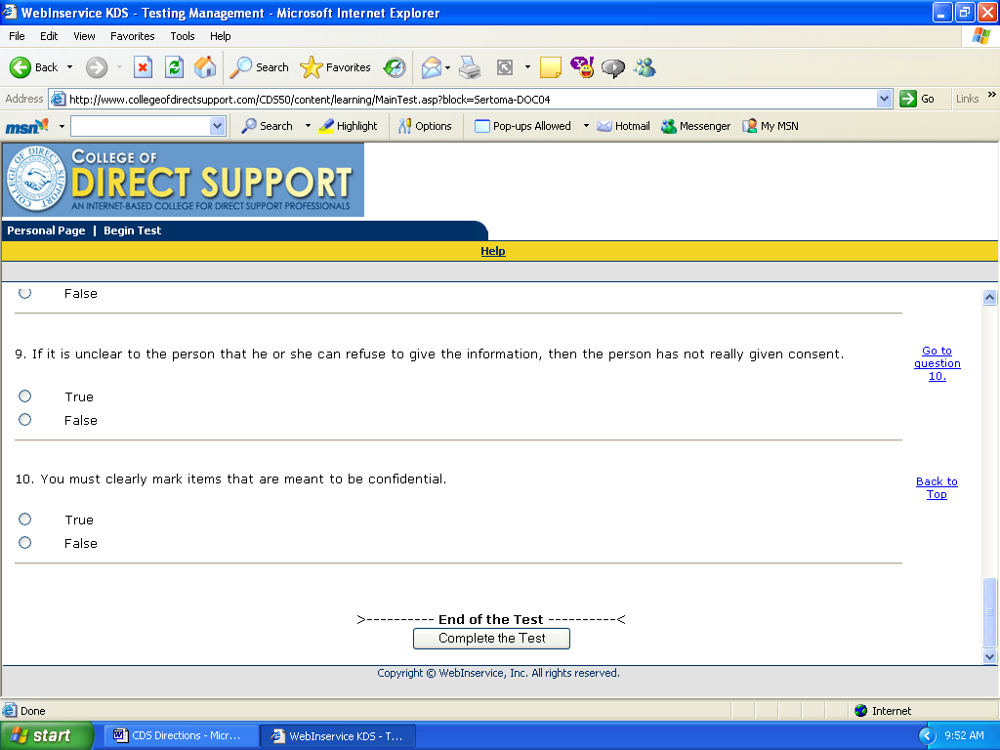 WebInservice KDS - Testing Management - Microsoft Internet Explorer
File Edit View Favorites Tools Help
Back Search Favorites
Address http://www.collegeofdirectsupport.com/CDS50/content/learning/MainTest.asp?block=Sertoma-DOC04 Go Links »
msn Search Highlight Options Pop-ups Allowed Hotmail Messenger My MSN
COLLEGE OF DIRECT SUPPORT
COLLEGE OF
DIRECT SUPPORT
AN INTERNET-BASED COLLEGE FOR DIRECT SUPPORT PROFESSIONALS
Personal Page | Begin Test
Help
False
9. If it is unclear to the person that he or she can refuse to give the information, then the person has not really given consent.
Go to
question
10.
True
False
10. You must clearly mark items that are meant to be confidential.
Back to
Top
True
False
>---------- End of the Test ----------<
Complete the Test
Copyright © WebInservice, Inc. All rights reserved.
Done Internet
start CDS Directions - Micr... WebInservice KDS - T... 9:52 AM